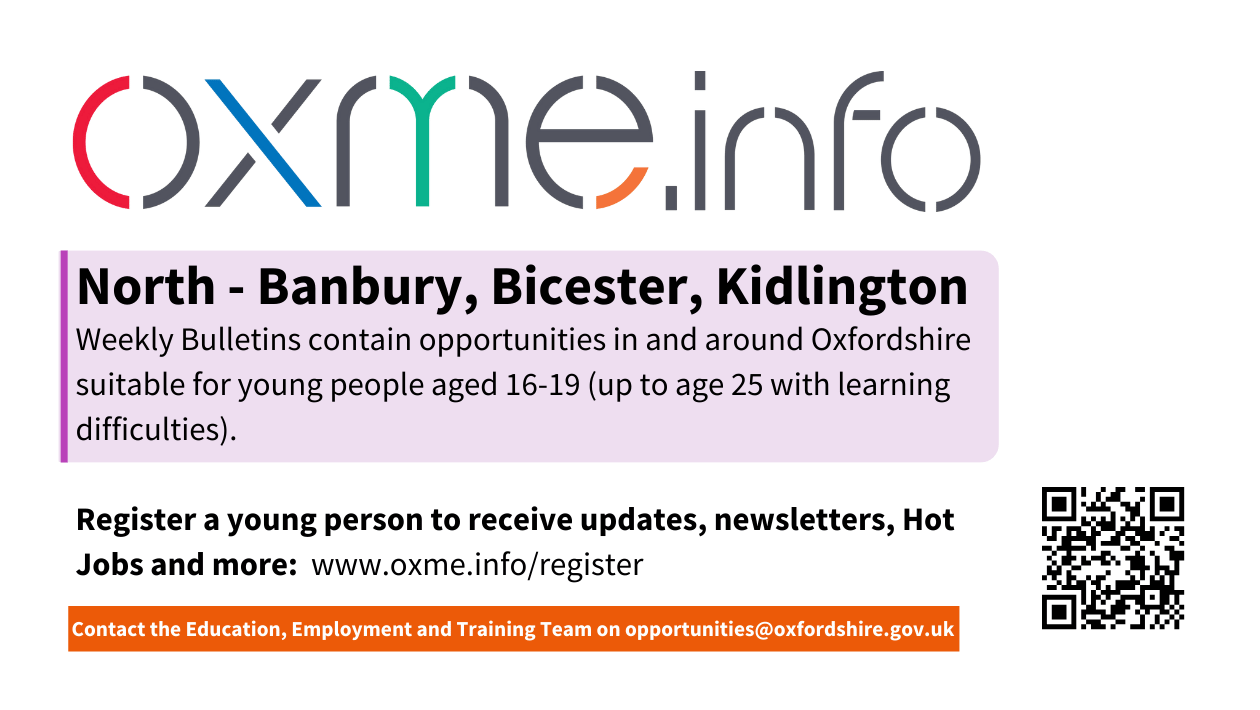 oxme.info
North - Banbury, Bicester, Kidlington
Weekly Bulletins contain opportunities in and around Oxfordshire
suitable for young people aged 16-19 (up to age 25 with learning
difficulties).
Register a young person to receive updates, newsletters, Hot
Jobs and more: www.oxme.info/register
Contact the Education, Employment and Training Team on opportunities@oxfordshire.gov.uk